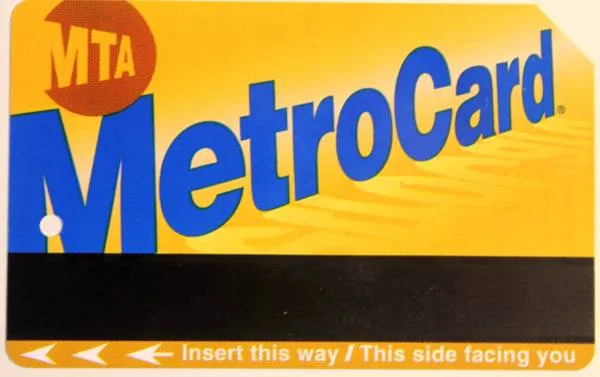 MTA
MetroCard®
Insert this way / This side facing you